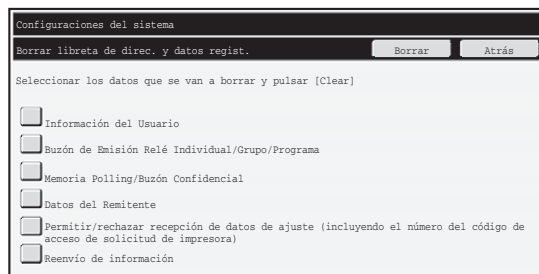 Configuraciones del sistema
Borrar libreta de direc. y datos regist.
Borrar
Atrás
Seleccionar los datos que se van a borrar y pulsar [Clear]
Información del Usuario
Buzón de Emisión Relé Individual/Grupo/Programa
Memoria Polling/Buzón Confidencial
Datos del Remitente
Permitir/rechazar recepción de datos de ajuste (incluyendo el número del código de
acceso de solicitud de impresora)
Reenvío de información